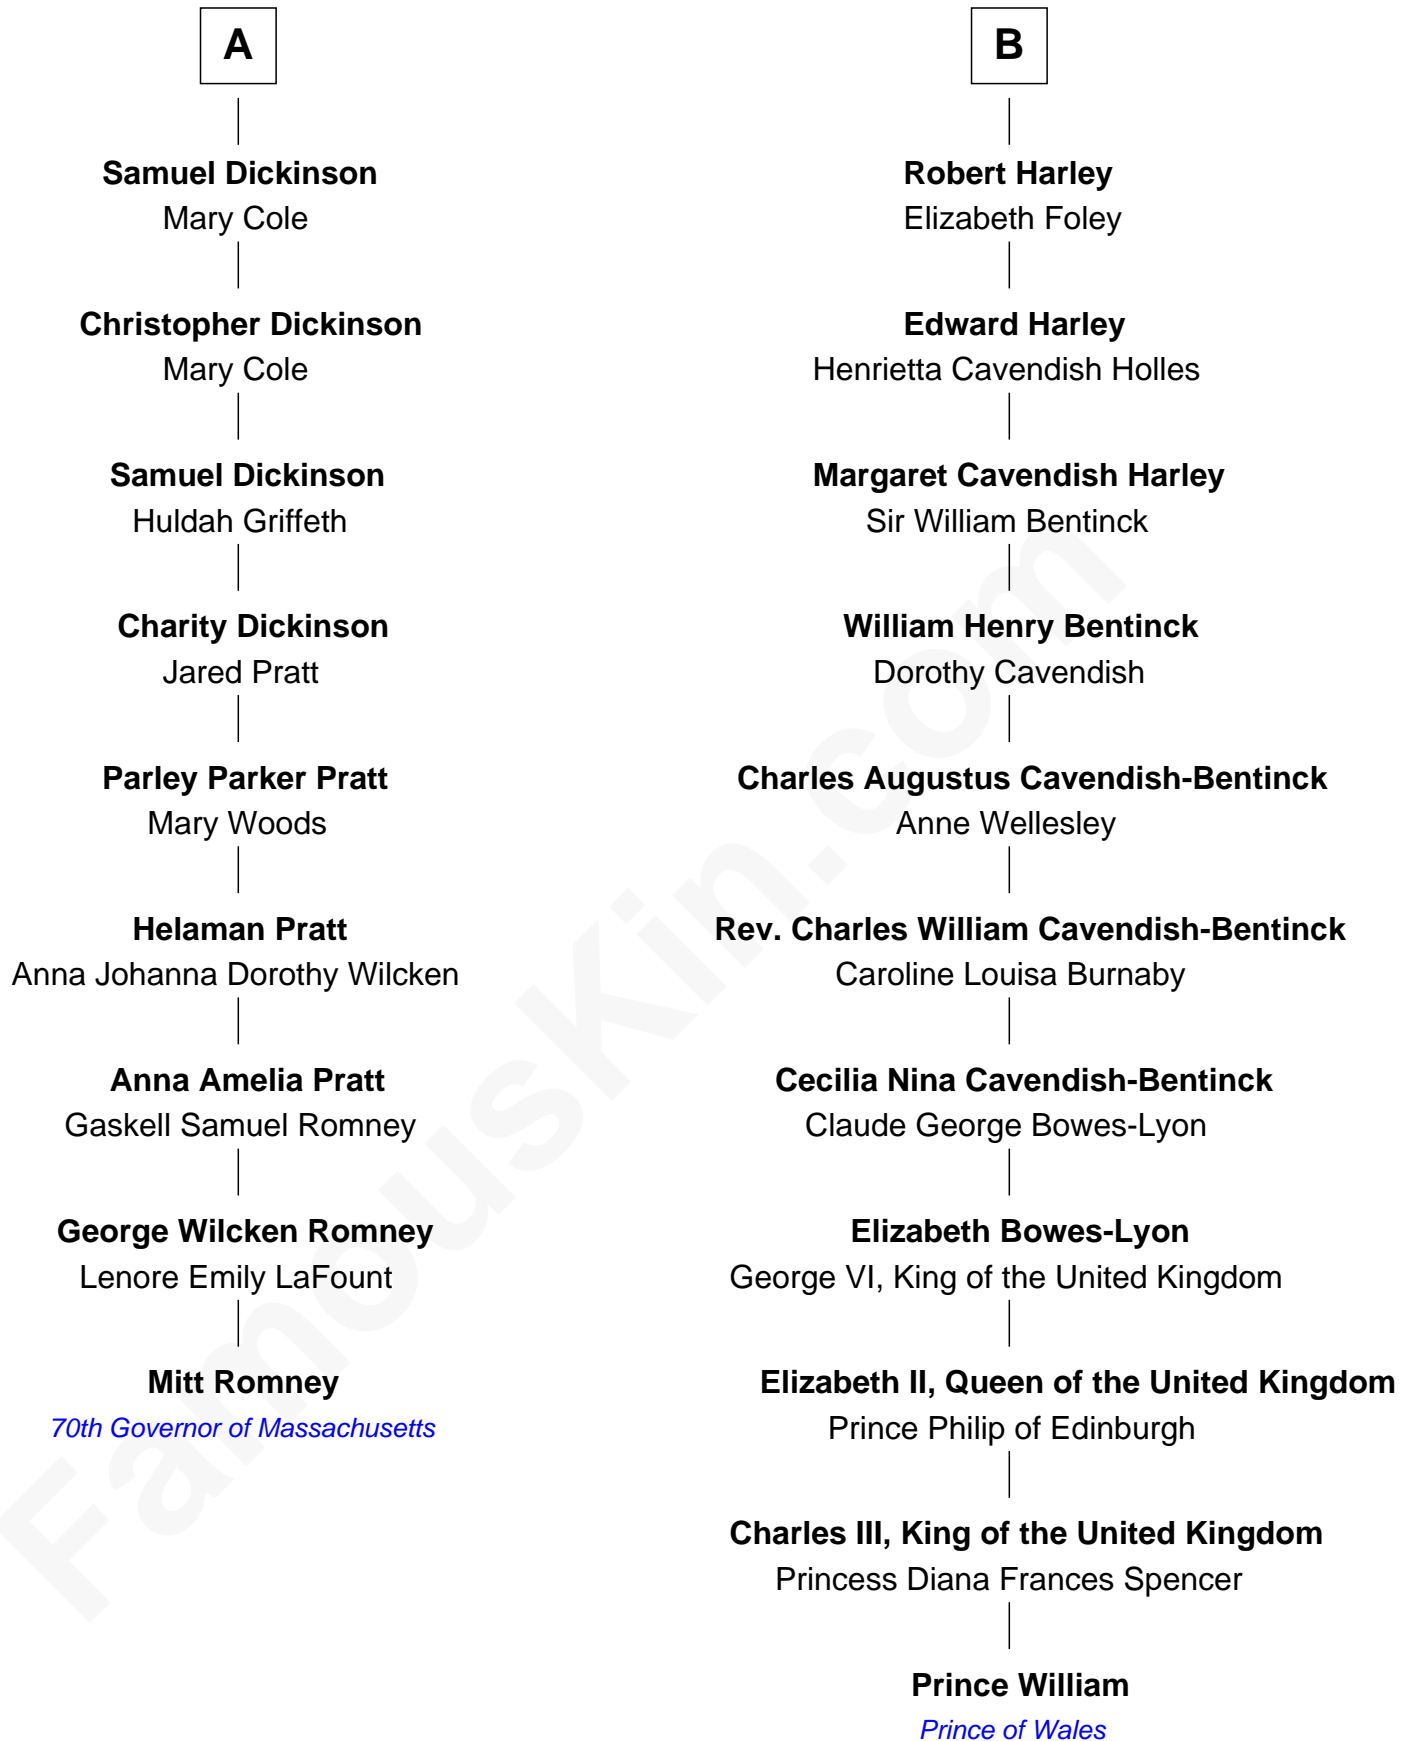 A
Samuel Dickinson
Mary Cole
Christopher Dickinson
Mary Cole
Samuel Dickinson
Huldah Griffeth
Charity Dickinson
Jared Pratt
Parley Parker Pratt
Mary Woods
Helaman Pratt
Anna Johanna Dorothy Wilcken
Anna Amelia Pratt
Gaskell Samuel Romney
George Wilcken Romney
Lenore Emily LaFount
Mitt Romney
70th Governor of Massachusetts
B
Robert Harley
Elizabeth Foley
Edward Harley
Henrietta Cavendish Holles
Margaret Cavendish Harley
Sir William Bentinck
William Henry Bentinck
Dorothy Cavendish
Charles Augustus Cavendish-Bentinck
Anne Wellesley
Rev. Charles William Cavendish-Bentinck
Caroline Louisa Burnaby
Cecilia Nina Cavendish-Bentinck
Claude George Bowes-Lyon
Elizabeth Bowes-Lyon
George VI, King of the United Kingdom
Elizabeth II, Queen of the United Kingdom
Prince Philip of Edinburgh
Charles III, King of the United Kingdom
Princess Diana Frances Spencer
Prince William
Prince of Wales
FamousKin.com